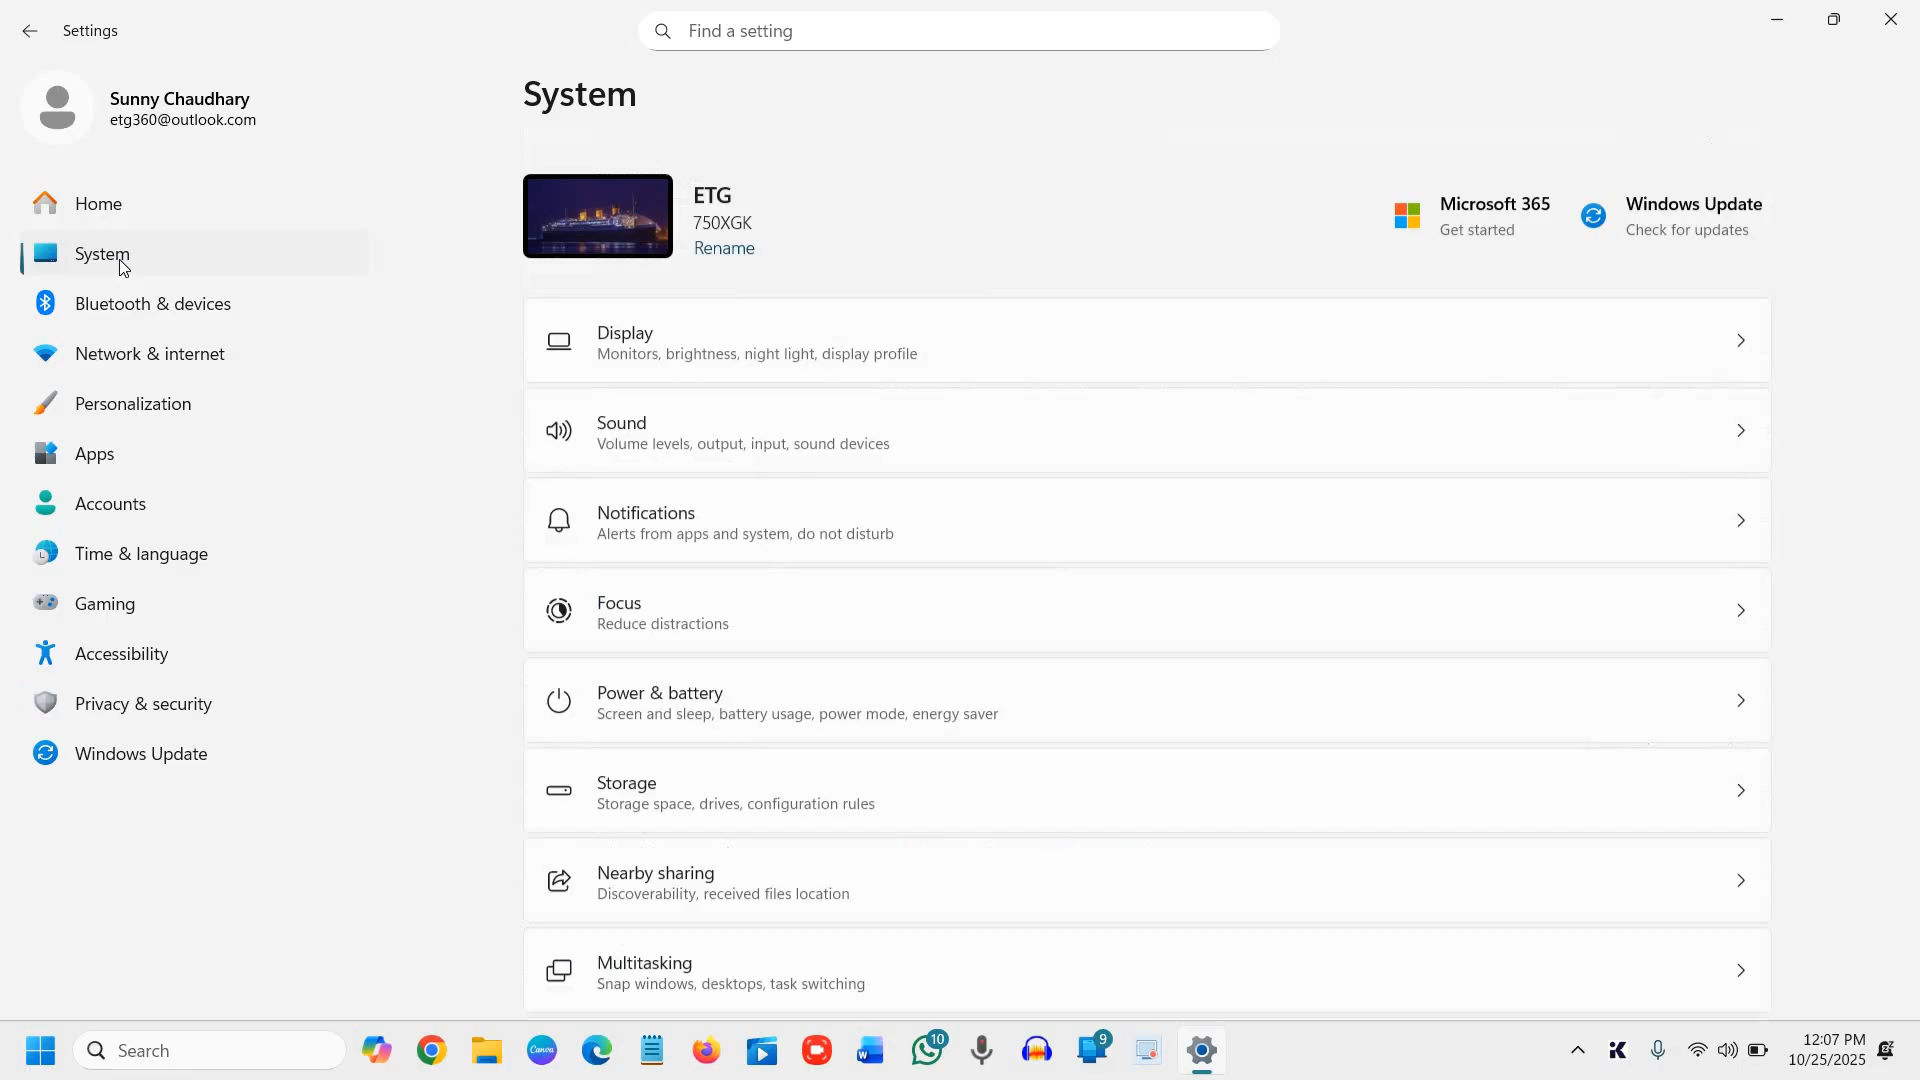 Settings
Find a setting
Sunny Chaudhary
etg360@outlook.com
Home
System
Bluetooth & devices
Network & internet
Personalization
Apps
Accounts
Time & language
Gaming
Accessibility
Privacy & security
Windows Update
System
ETG
750XGK
Rename
Microsoft 365
Get started
Windows Update
Check for updates
Display
Monitors, brightness, night light, display profile
Sound
Volume levels, output, input, sound devices
Notifications
Alerts from apps and system, do not disturb
Focus
Reduce distractions
Power & battery
Screen and sleep, battery usage, power mode, energy saver
Storage
Storage space, drives, configuration rules
Nearby sharing
Discoverability, received files location
Multitasking
Snap windows, desktops, task switching
Search
Canva
W
10
9
K
12:07 PM
10/25/2025